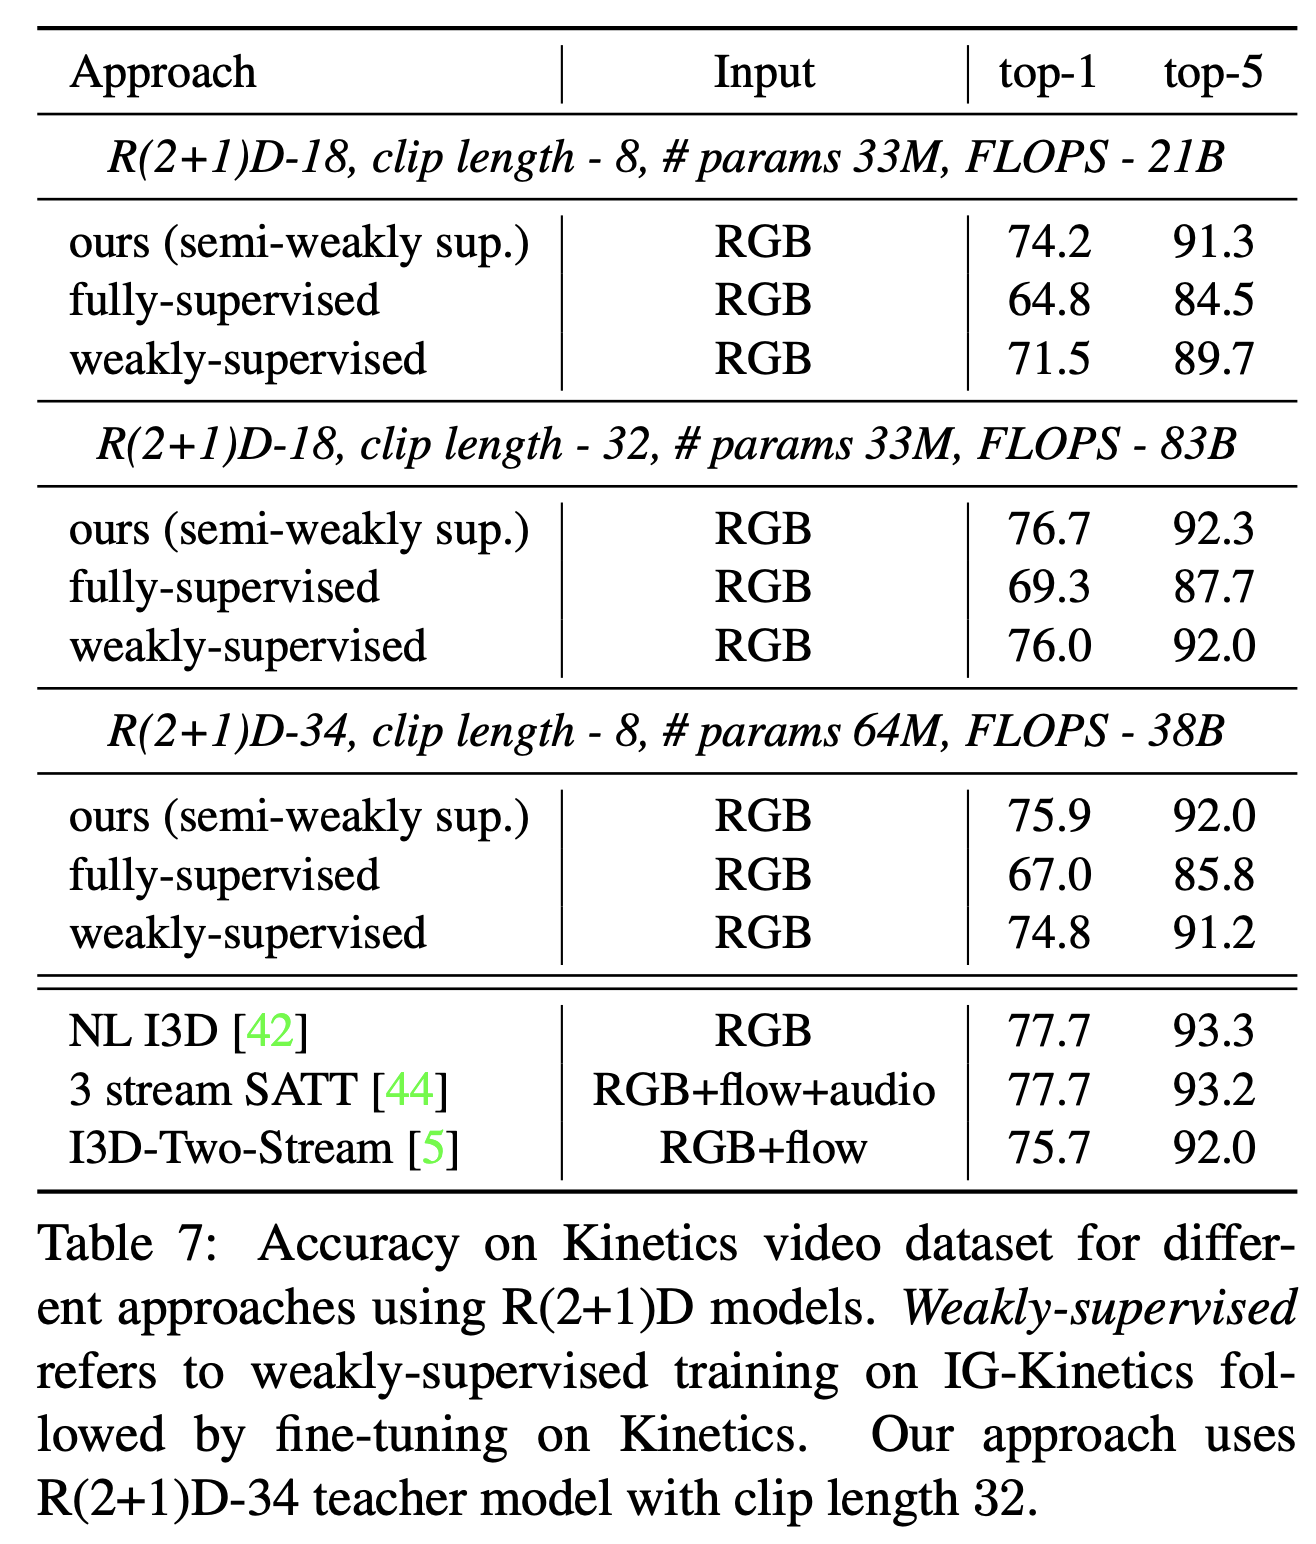 Approach Input top-1 top-5
R(2+1)D-18, clip length - 8, # params 33M, FLOPS - 21B
ours (semi-weakly sup.) RGB 74.2 91.3
fully-supervised RGB 64.8 84.5
weakly-supervised RGB 71.5 89.7
R(2+1)D-18, clip length - 32, # params 33M, FLOPS - 83B
ours (semi-weakly sup.) RGB 76.7 92.3
fully-supervised RGB 69.3 87.7
weakly-supervised RGB 76.0 92.0
R(2+1)D-34, clip length - 8, # params 64M, FLOPS - 38B
ours (semi-weakly sup.) RGB 75.9 92.0
fully-supervised RGB 67.0 85.8
weakly-supervised RGB 74.8 91.2
NL I3D [42] RGB 77.7 93.3
3 stream SATT [44] RGB+flow+audio 77.7 93.2
I3D-Two-Stream [5] RGB+flow 75.7 92.0
Table 7: Accuracy on Kinetics video dataset for differ-
ent approaches using R(2+1)D models. Weakly-supervised
refers to weakly-supervised training on IG-Kinetics fol-
lowed by fine-tuning on Kinetics. Our approach uses
R(2+1)D-34 teacher model with clip length 32.